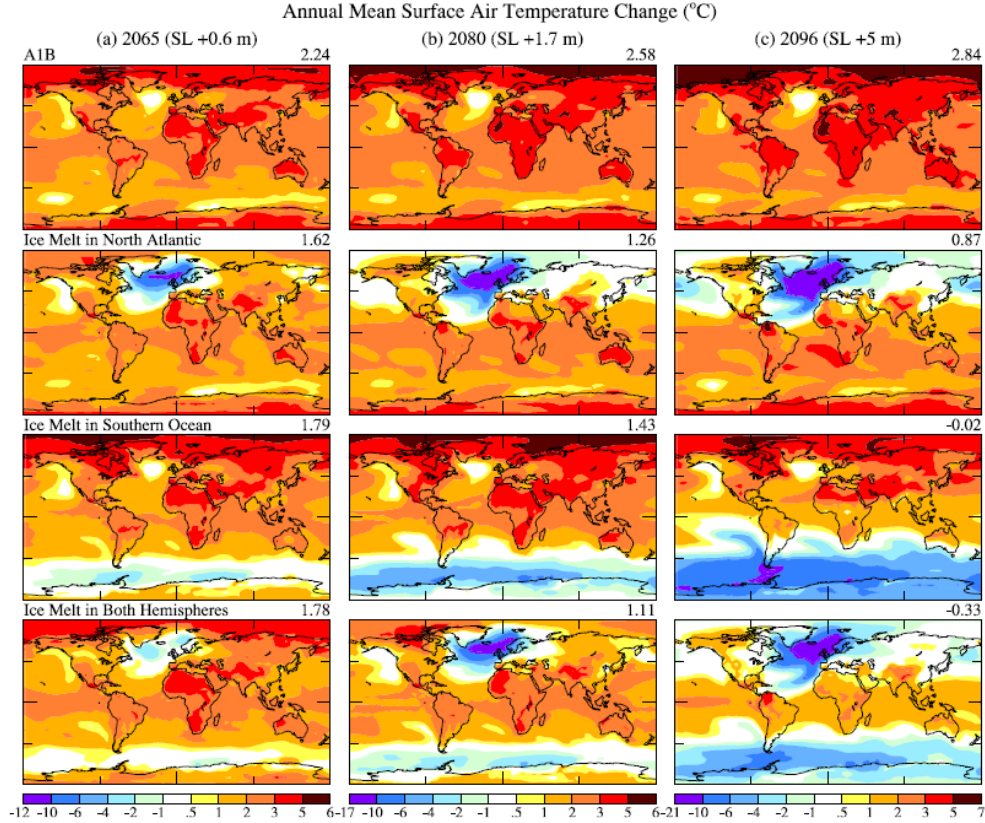 Annual Mean Surface Air Temperature Change (°C)
(a) 2065 (SL +0.6 m) (b) 2080 (SL +1.7 m) (c) 2096 (SL +5 m)
A1B 2.24 2.58 2.84
Ice Melt in North Atlantic 1.62 1.26 0.87
Ice Melt in Southern Ocean 1.79 1.43 -0.02
Ice Melt in Both Hemispheres 1.78 1.11 -0.33
-12 -10 -6 -4 -2 -1 .5 1 2 3 5 6 -17 -10 -6 -4 -2 -1 .5 1 2 3 5 6 -21 -10 -6 -4 -2 -1 .5 1 2 3 5 7